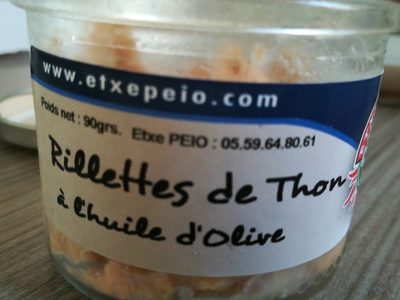 www.etxepeio.com
Poids net : 90grs. Etxe PEIO : 05.59.64.80.61
Rillettes de Thon
à l'huile d'Olive